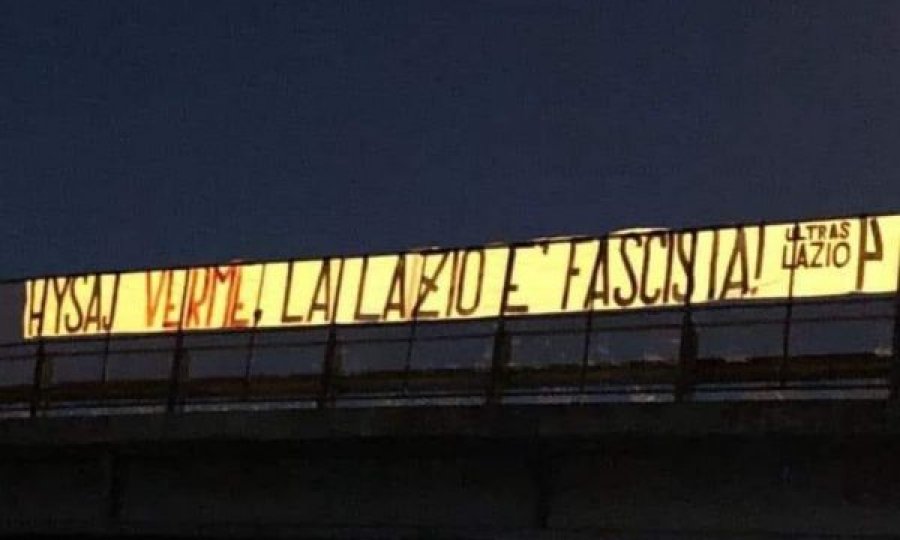 HYSAJ VERME, LA LAZIO E' FASCISTA!
ULTRAS
LAZIO